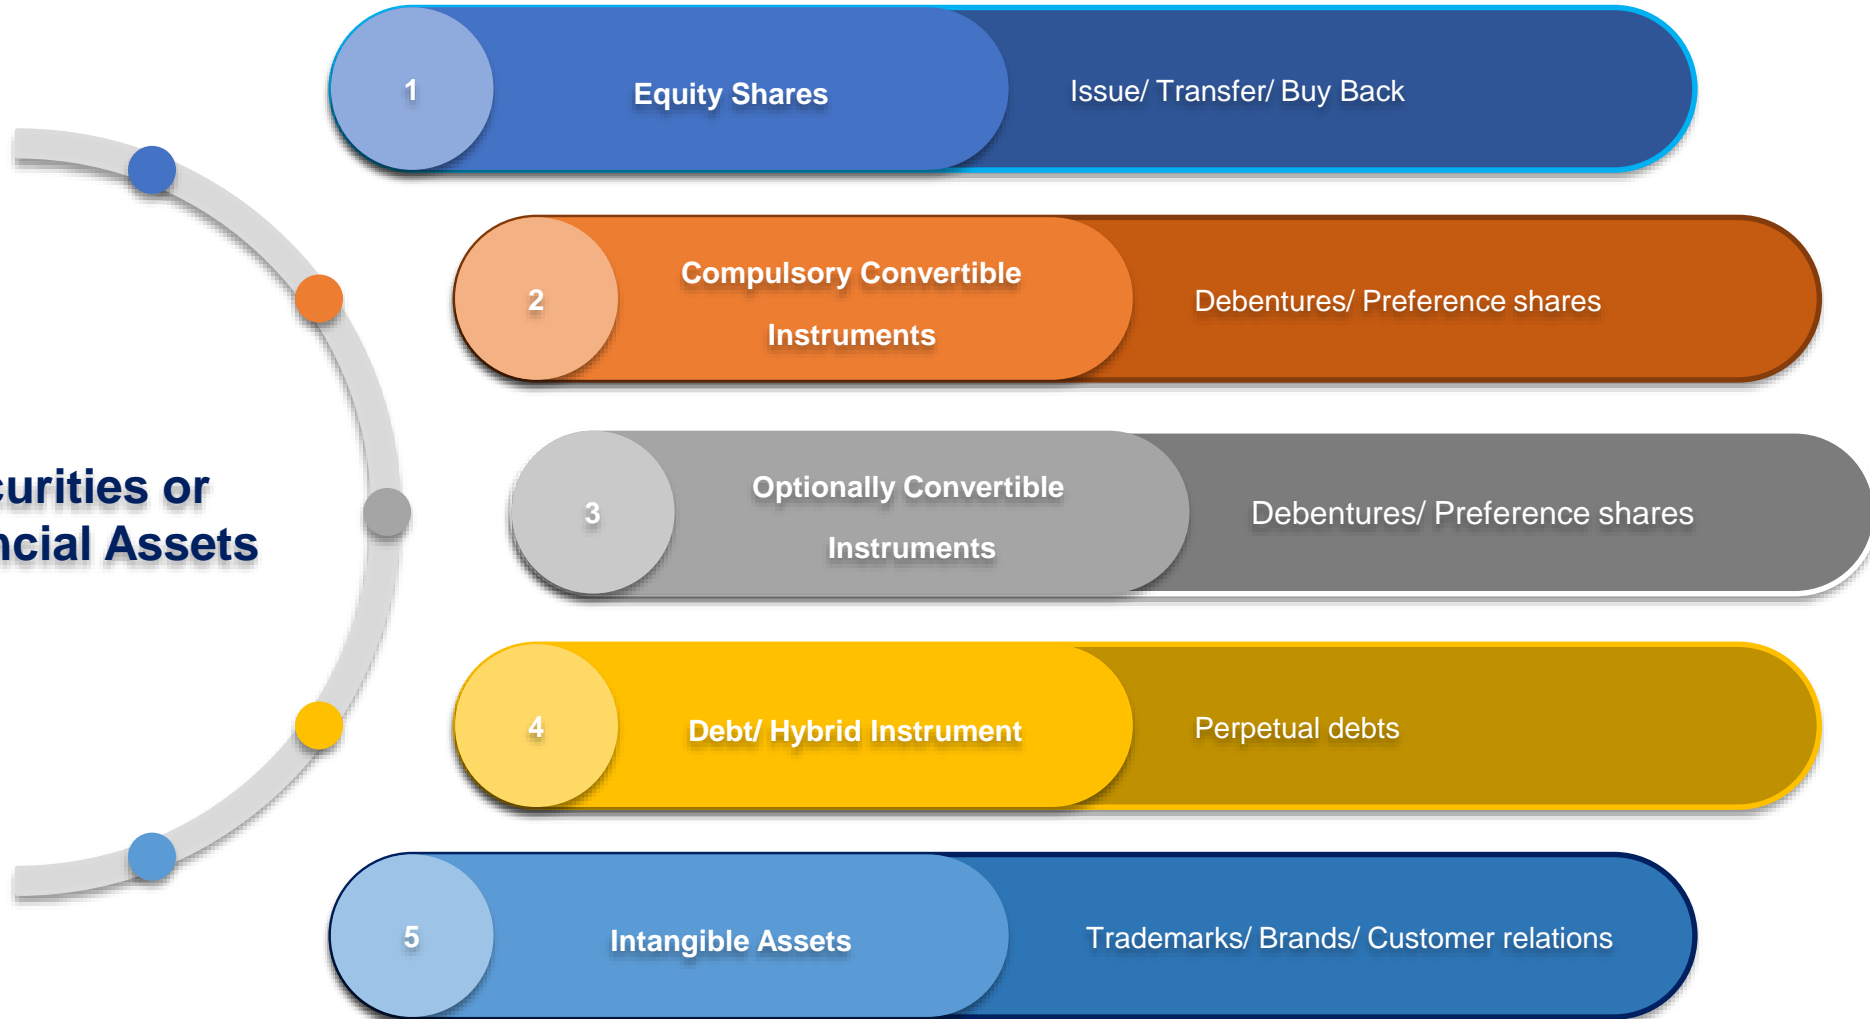 1
Equity Shares
Issue/ Transfer/ Buy Back
2
Compulsory Convertible
Instruments
Debentures/ Preference shares
curities or
ncial Assets
3
Optionally Convertible
Instruments
Debentures/ Preference shares
4
Debt/ Hybrid Instrument
Perpetual debts
5
Intangible Assets
Trademarks/ Brands/ Customer relations